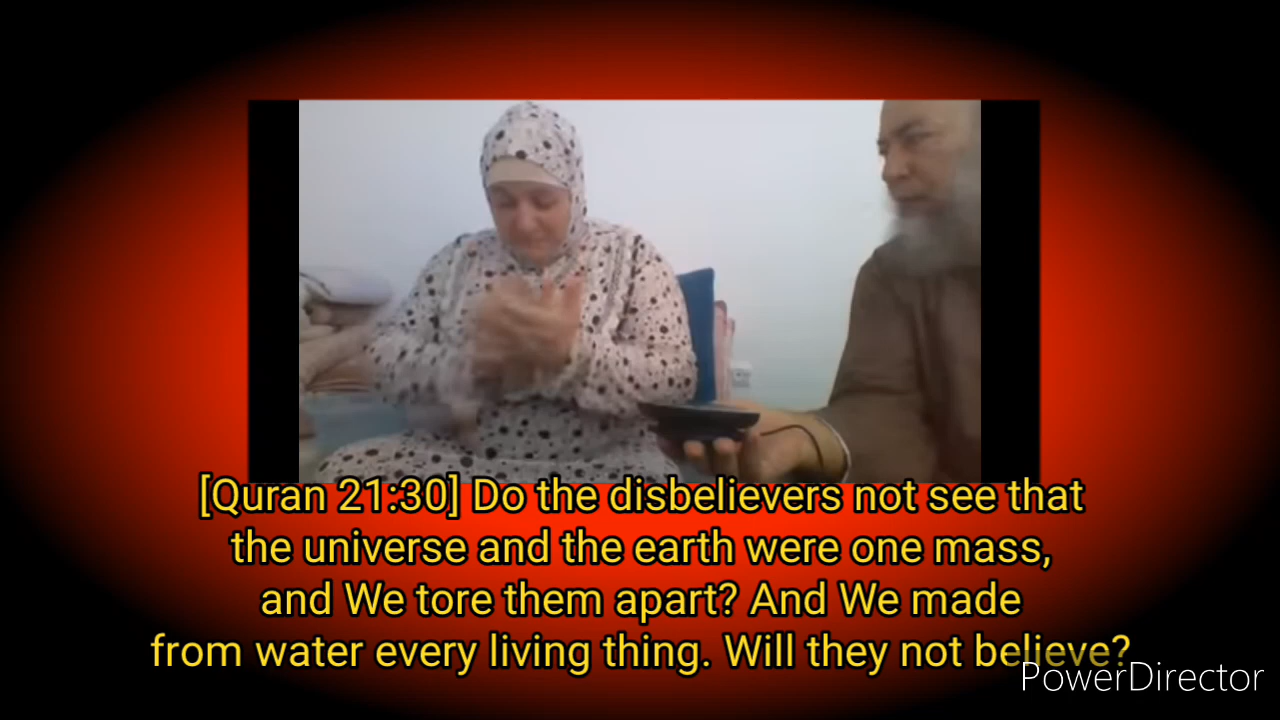 [Quran 21:30] Do the disbelievers not see that
the universe and the earth were one mass,
and We tore them apart? And We made
from water every living thing. Will they not believe?
PowerDirector